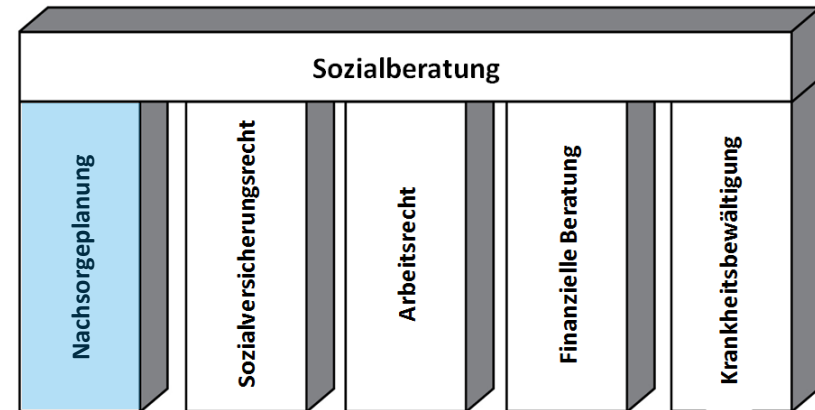 Sozialberatung
Nachsorgeplanung
Sozialversicherungsrecht
Arbeitsrecht
Finanzielle Beratung
Krankheitsbewältigung